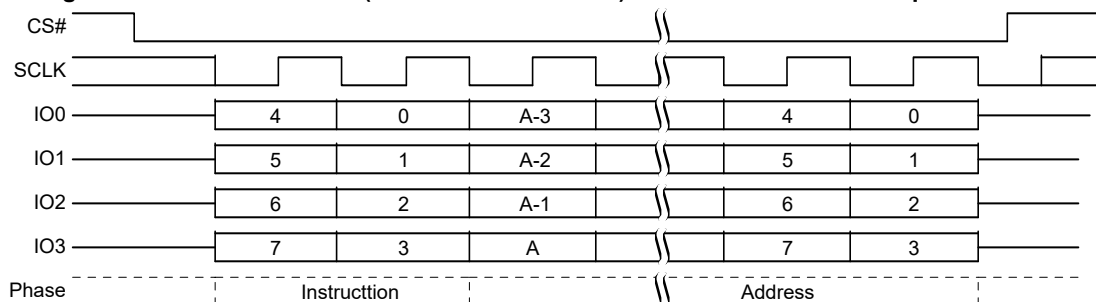 CS#
SCLK
IO0 4 0 A-3 4 0
IO1 5 1 A-2 5 1
IO2 6 2 A-1 6 2
IO3 7 3 A 7 3
Phase Instructtion Address